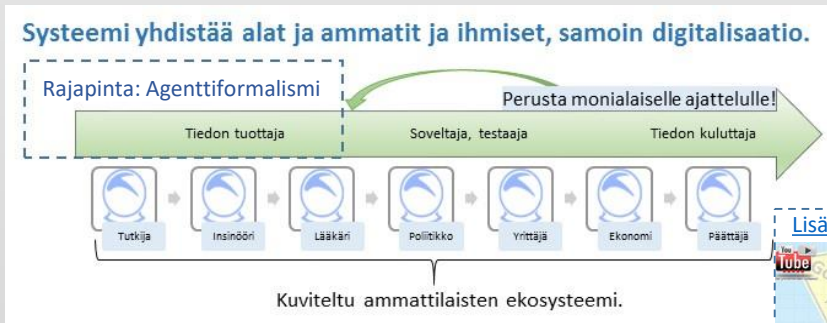 Systeemi yhdistää alat ja ammatit ja ihmiset, samoin digitalisaatio.
Rajapinta: Agenttiformalismi
Perusta monialaiselle ajattelulle!
Tiedon tuottaja
Soveltaja, testaaja
Tiedon kuluttaja
Tutkija
Insinööri
Lääkäri
Poliitikko
Yrittäjä
Ekonomi
Päättäjä
Lisä
You
Tube
Kuviteltu ammattilaisten ekosysteemi.